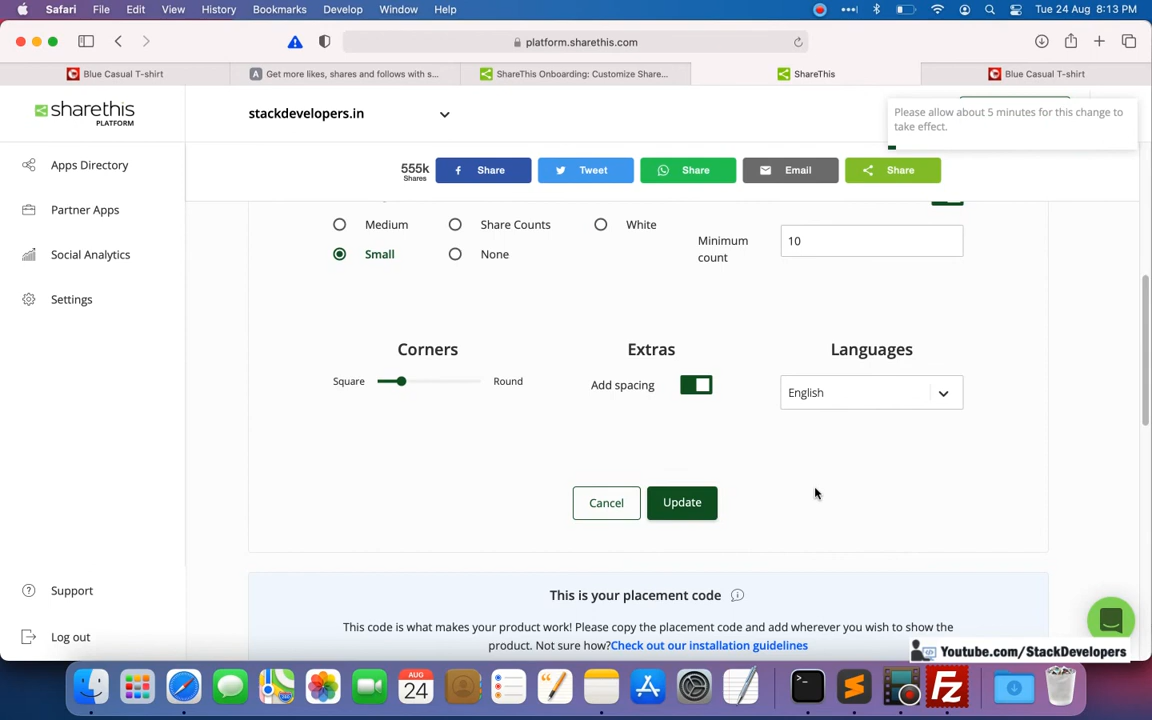 Safari File Edit View History Bookmarks Develop Window Help Tue 24 Aug 8:13 PM
platform.sharethis.com
Blue Casual T-shirt
Get more likes, shares and follows with s...
ShareThis Onboarding: Customize Share...
ShareThis
Blue Casual T-shirt
sharethis
PLATFORM
stackdevelopers.in
Please allow about 5 minutes for this change to
take effect.
Apps Directory
Partner Apps
Social Analytics
Settings
Support
Log out
555k
Shares
Share
Tweet
Share
Email
Share
Medium
Share Counts
White
Small
None
Minimum
count
10
Corners
Extras
Languages
Square
Round
Add spacing
English
Cancel
Update
This is your placement code
This code is what makes your product work! Please copy the placement code and add wherever you wish to show the
product. Not sure how?Check out our installation guidelines
Youtube.com/StackDevelopers
AUG
24